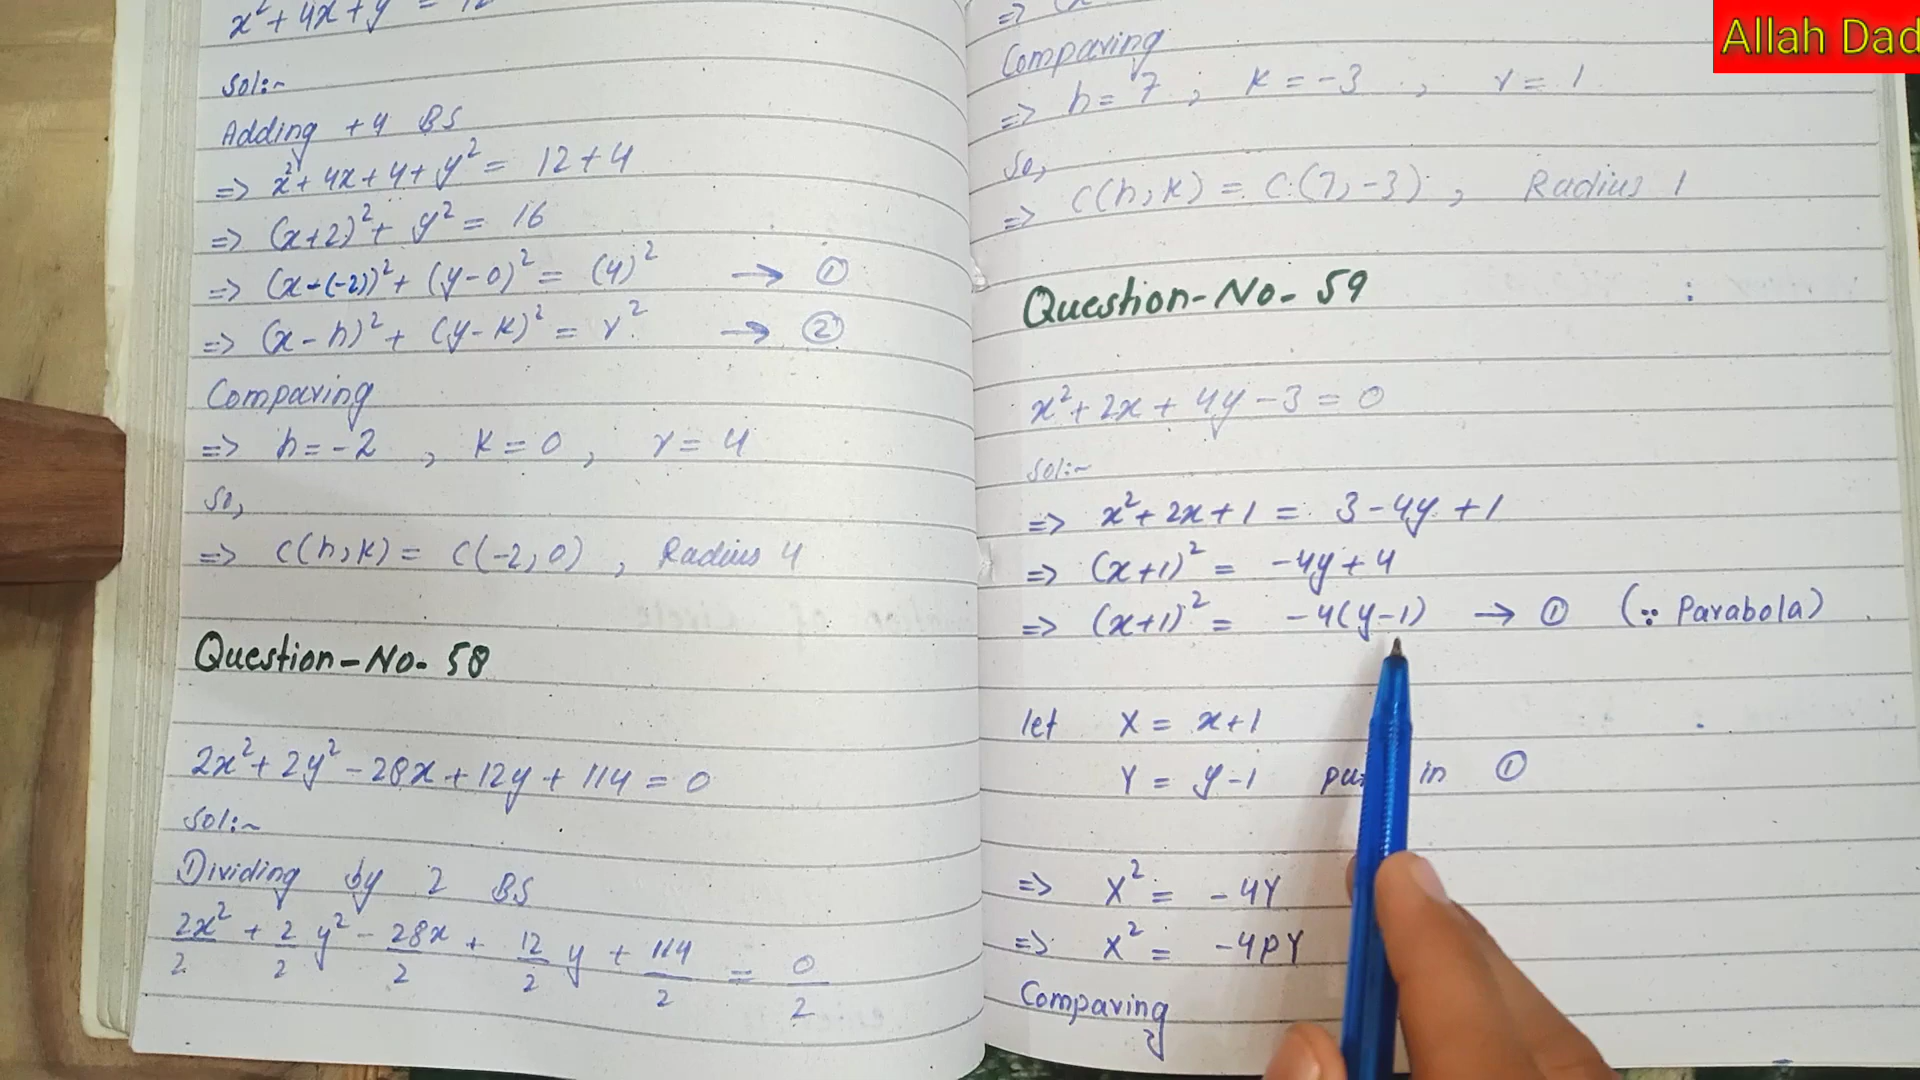 x²+4x+y = 12
Sol:~
Adding +4 BS
=> x²+4x+4+y² = 12+4
=> (x+2)²+ y² = 16
=> (x-(-2))²+ (y-0)² = (4)² → ①
=> (x-h)²+ (y-k)² = r² → ②
Comparing
=> h=-2 , k=0 , r=4
So,
=> C(h,k) = C(-2,0) , Radius 4
Question-No- 58
2x²+2y²-28x+12y+114=0
Sol:~
Dividing by 2 BS
2x²/2 + 2/2 y² - 28x/2 + 12/2 y + 114/2 = 0/2
=>
Comparing
=> h=7 , k=-3 , r=1
So,
=> C(h,k) = C(7,-3) , Radius 1
Question-No- 59
x²+2x+4y-3=0
Sol:~
=> x²+2x+1 = 3-4y+1
=> (x+1)² = -4y+4
=> (x+1)² = -4(y-1) → ① (∵ Parabola)
let X = x+1
Y = y-1 in ①
=> X² = -4Y
=> X² = -4PY
Comparing
Allah Dad